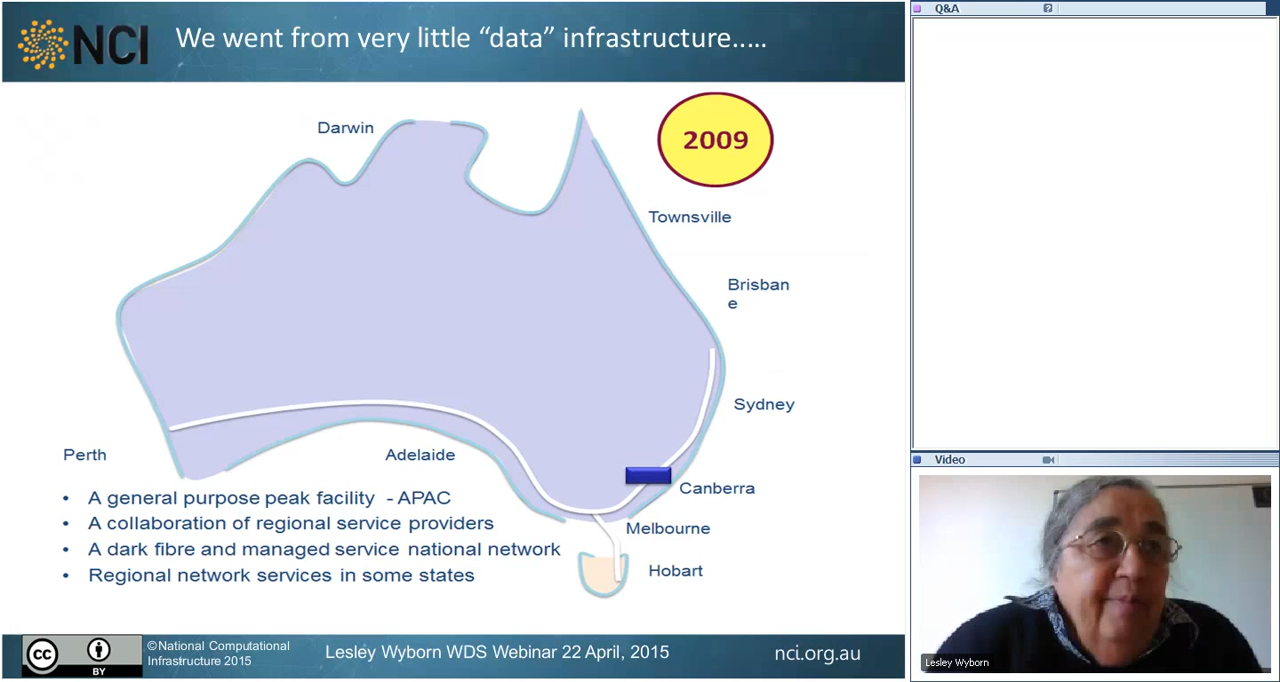 NCI
We went from very little “data” infrastructure.....
Darwin
2009
Townsville
Brisban
e
Sydney
Perth
Adelaide
Canberra
Melbourne
Hobart
• A general purpose peak facility - APAC
• A collaboration of regional service providers
• A dark fibre and managed service national network
• Regional network services in some states
cc
BY
©National Computational
Infrastructure 2015
Lesley Wyborn WDS Webinar 22 April, 2015
nci.org.au
Q&A
?
Video
Lesley Wyborn